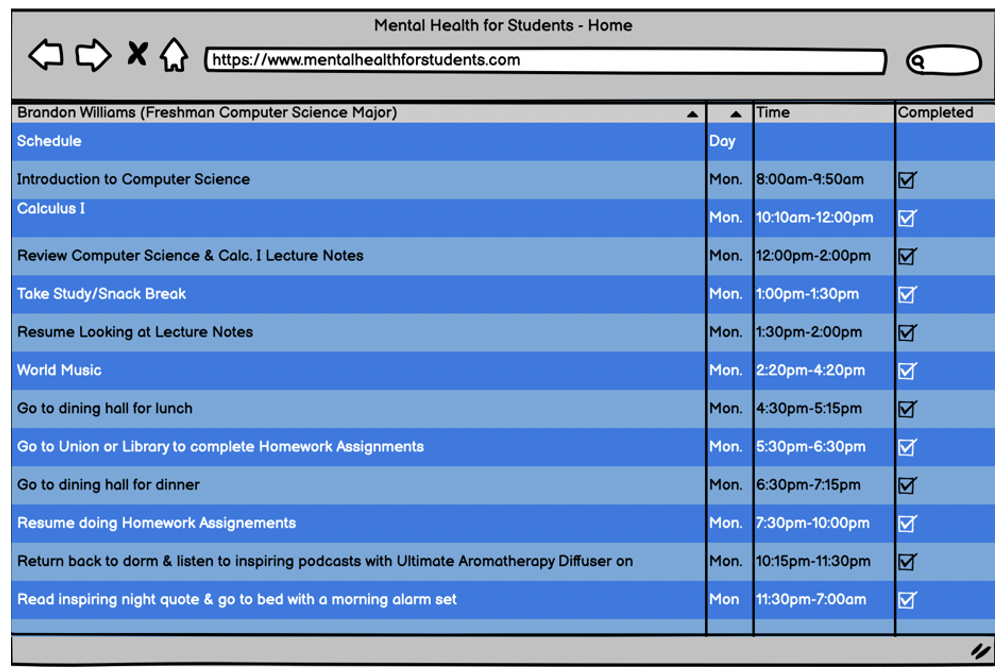 Mental Health for Students - Home
https://www.mentalhealthforstudents.com
Brandon Williams (Freshman Computer Science Major) Time Completed
Schedule Day
Introduction to Computer Science Mon. 8:00am-9:50am
Calculus I Mon. 10:10am-12:00pm
Review Computer Science & Calc. I Lecture Notes Mon. 12:00pm-2:00pm
Take Study/Snack Break Mon. 1:00pm-1:30pm
Resume Looking at Lecture Notes Mon. 1:30pm-2:00pm
World Music Mon. 2:20pm-4:20pm
Go to dining hall for lunch Mon. 4:30pm-5:15pm
Go to Union or Library to complete Homework Assignments Mon. 5:30pm-6:30pm
Go to dining hall for dinner Mon. 6:30pm-7:15pm
Resume doing Homework Assignements Mon. 7:30pm-10:00pm
Return back to dorm & listen to inspiring podcasts with Ultimate Aromatherapy Diffuser on Mon. 10:15pm-11:30pm
Read inspiring night quote & go to bed with a morning alarm set Mon 11:30pm-7:00am